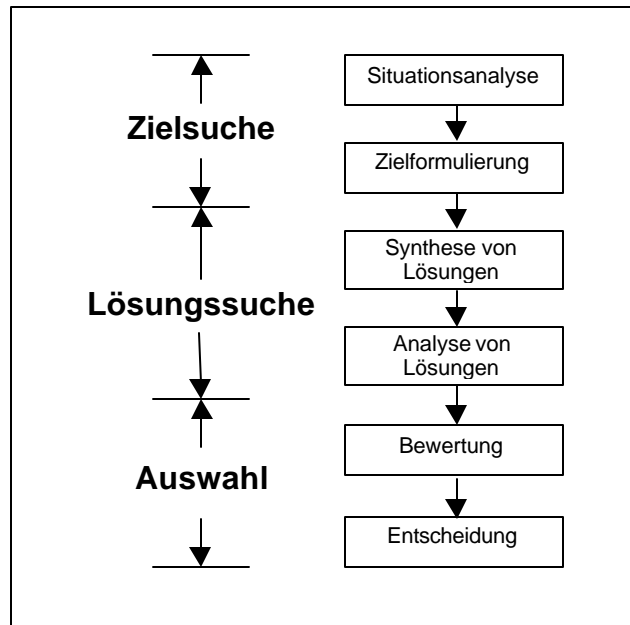 Situationsanalyse
Zielsuche
Zielformulierung
Synthese von
Lösungen
Lösungssuche
Analyse von
Lösungen
Bewertung
Auswahl
Entscheidung